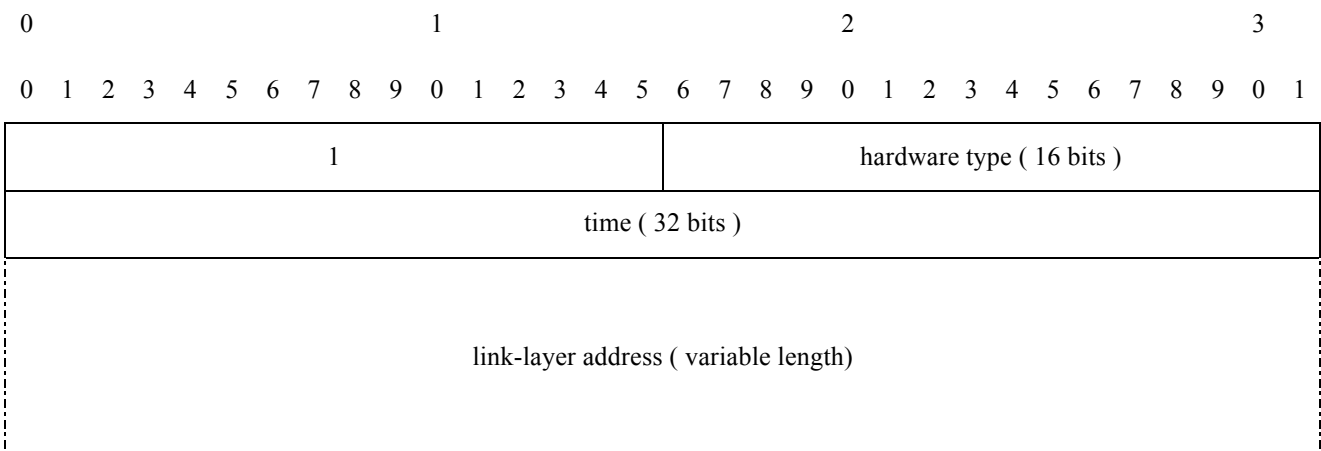 0 1 2 3
0 1 2 3 4 5 6 7 8 9 0 1 2 3 4 5 6 7 8 9 0 1 2 3 4 5 6 7 8 9 0 1
1 hardware type ( 16 bits )
time ( 32 bits )
link-layer address ( variable length)